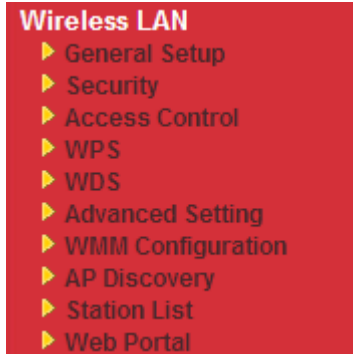 Wireless LAN
General Setup
Security
Access Control
WPS
WDS
Advanced Setting
WMM Configuration
AP Discovery
Station List
Web Portal